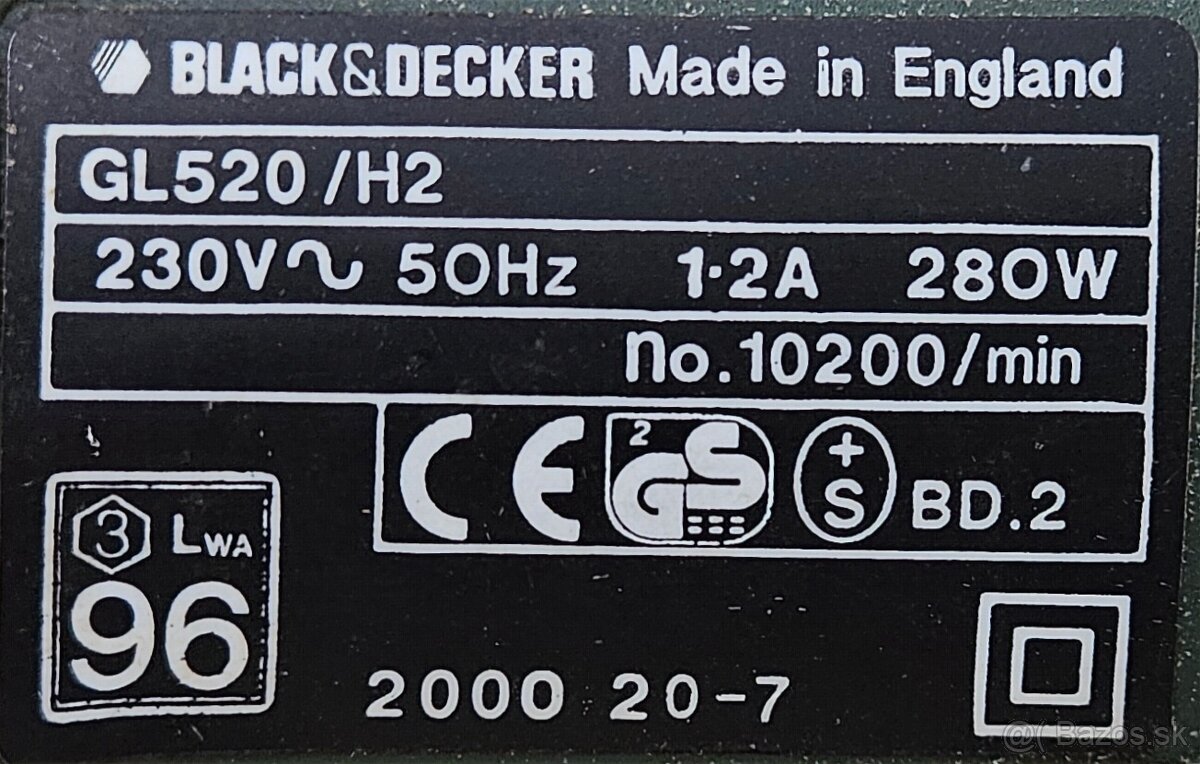 BLACK&DECKER Made in England
GL520 /H2
230V~ 50Hz 1·2A 280W
no.10200/min
CE 2 GS +S BD.2
3 LWA
96
2000 20-7
@( Bazos.sk